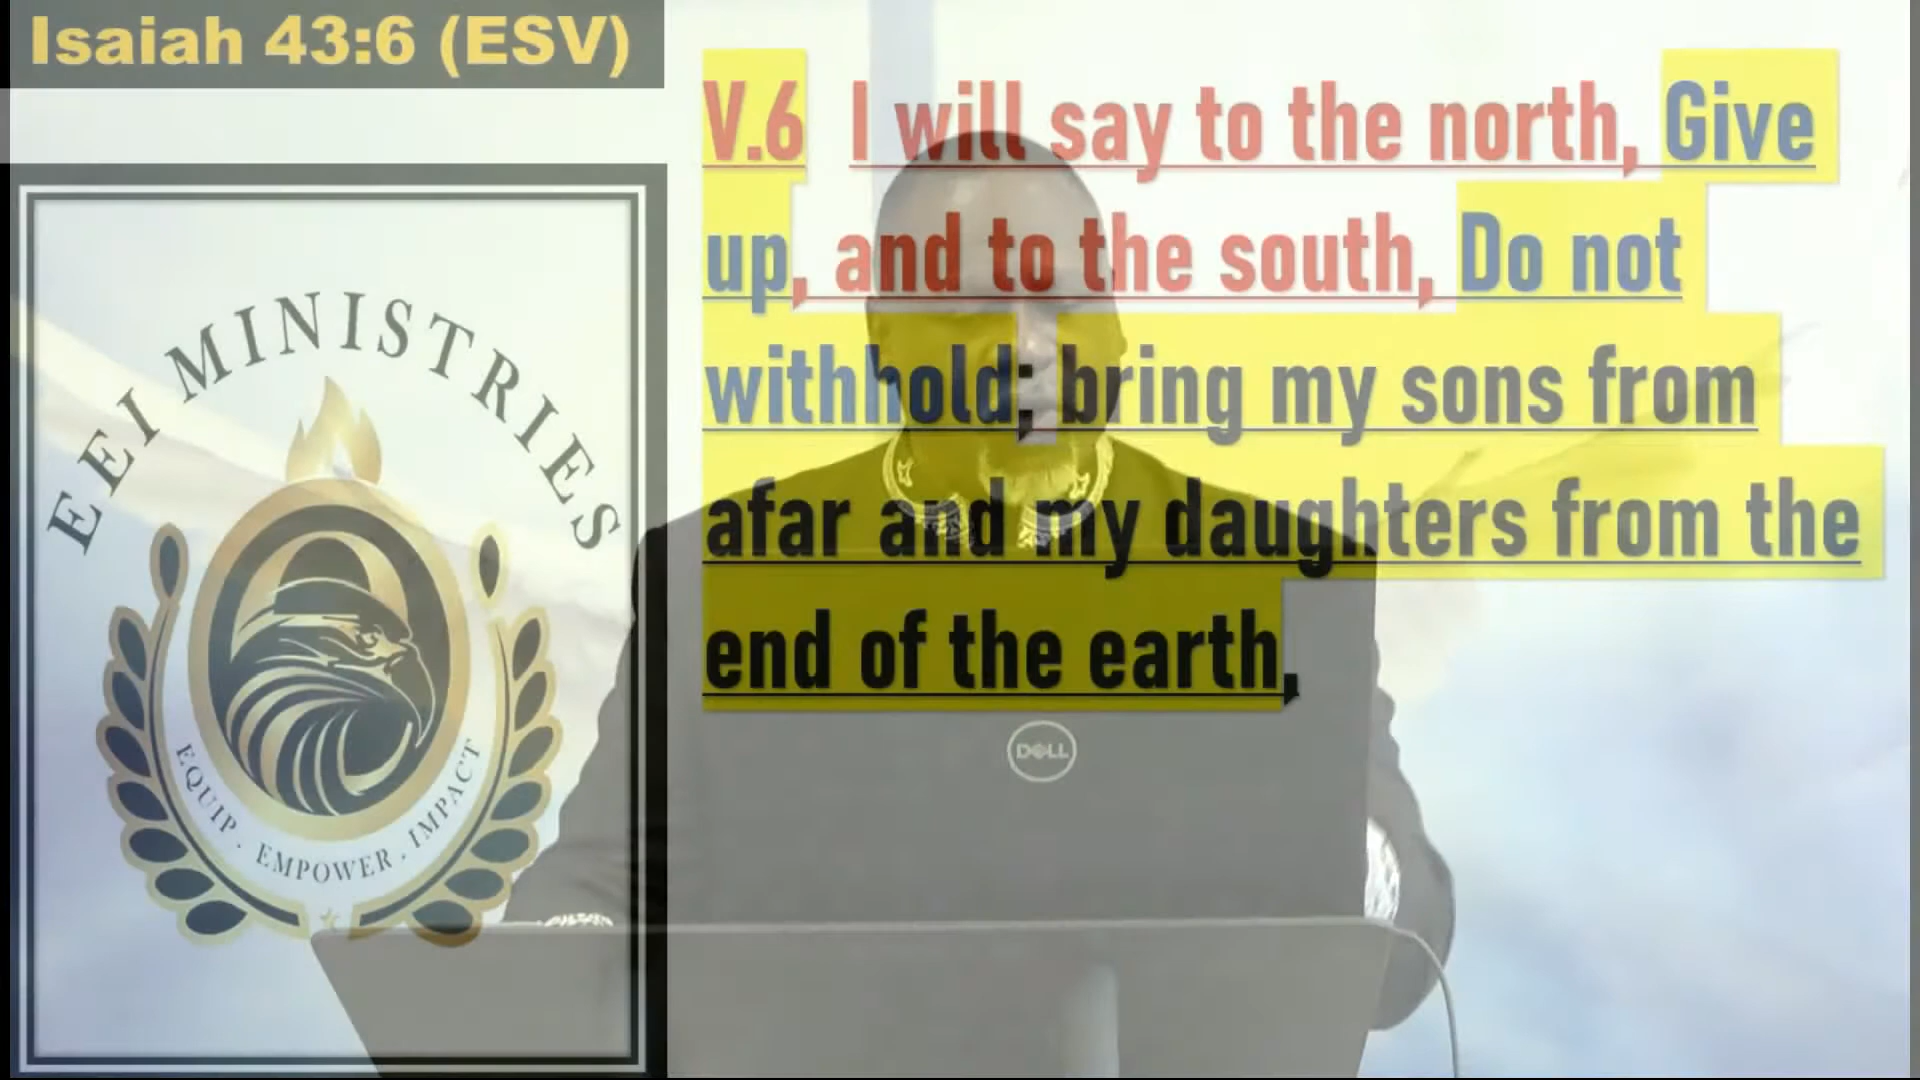 Isaiah 43:6 (ESV)
V.6 I will say to the north, Give
up, and to the south, Do not
withhold; bring my sons from
afar and my daughters from the
end of the earth,
EEI MINISTRIES
EQUIP . EMPOWER . IMPACT
DELL